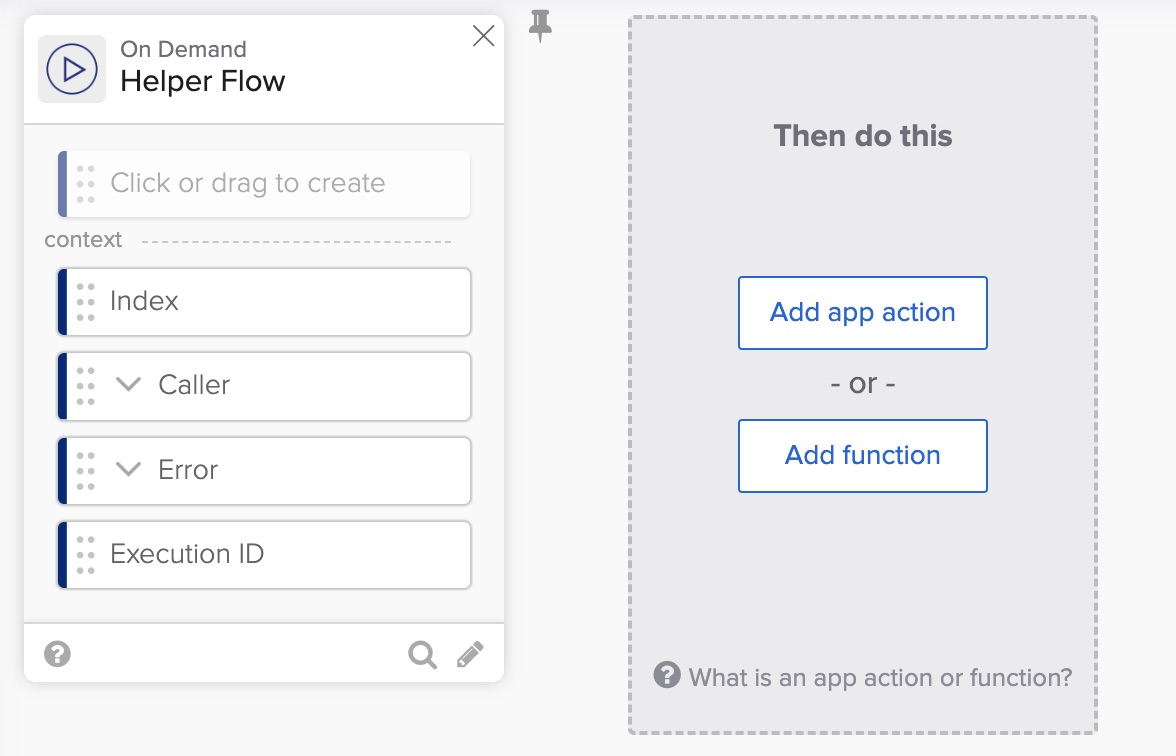 On Demand
Helper Flow
Click or drag to create
context
Index
Caller
Error
Execution ID
Then do this
Add app action
- or -
Add function
What is an app action or function?